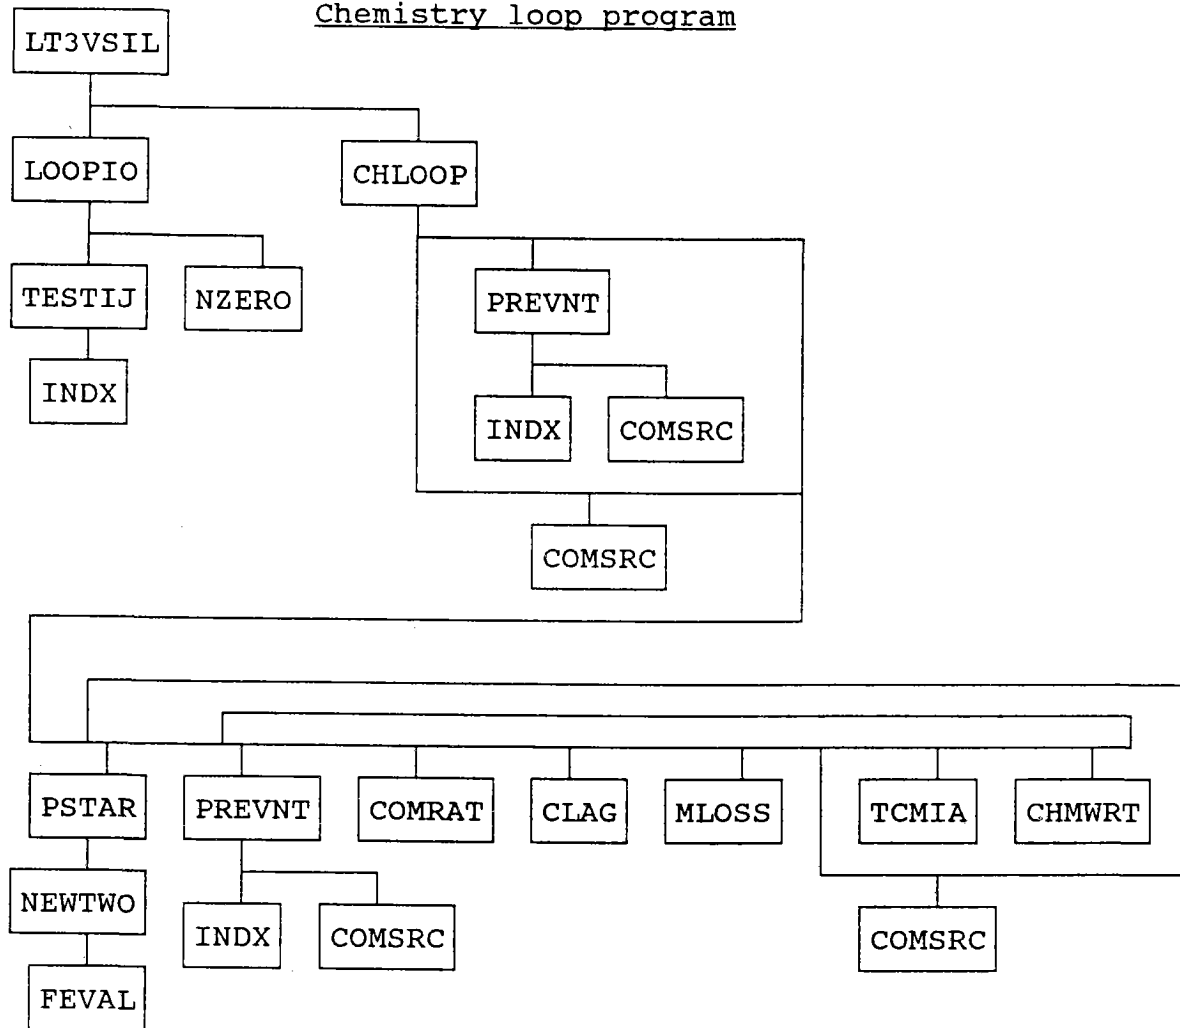 Chemistry loop program
LT3VSIL
LOOPIO
CHLOOP
TESTIJ
NZERO
PREVNT
INDX
INDX
COMSRC
COMSRC
PSTAR
PREVNT
COMRAT
CLAG
MLOSS
TCMIA
CHMWRT
NEWTWO
INDX
COMSRC
COMSRC
FEVAL